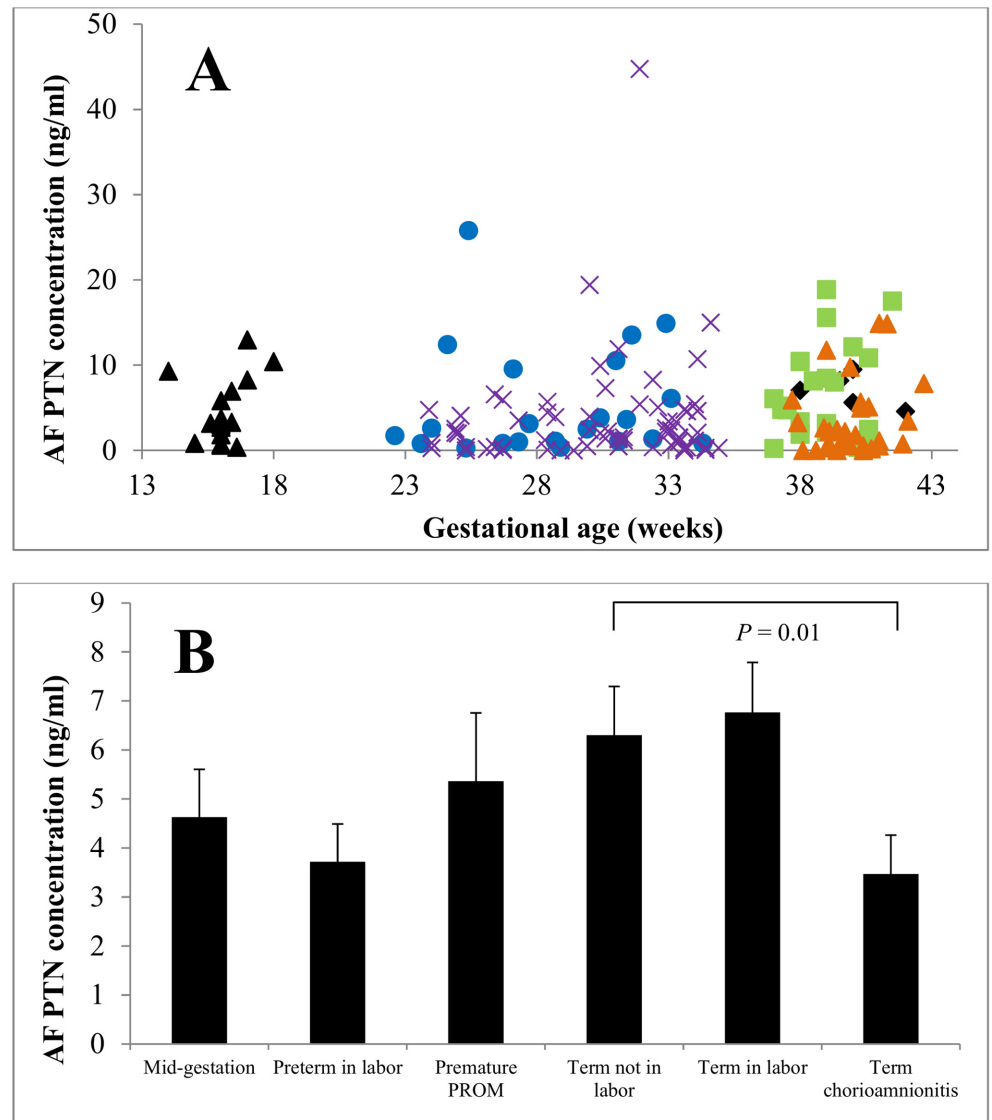 A
AF PTN concentration (ng/ml)
50
40
30
20
10
0
13 18 23 28 33 38 43
Gestational age (weeks)
B
AF PTN concentration (ng/ml)
9
8
7
6
5
4
3
2
1
0
P = 0.01
Mid-gestation Preterm in labor Premature PROM Term not in labor Term in labor Term chorioamnionitis